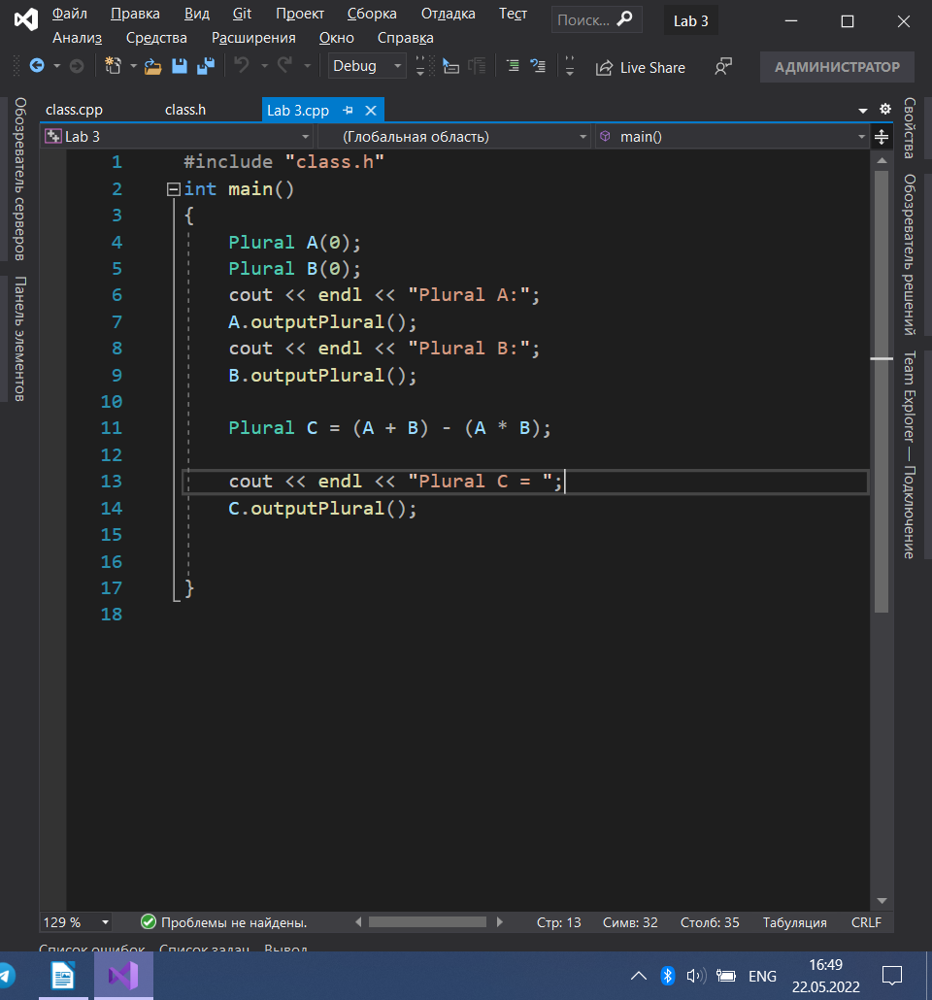 Файл Правка Вид Git Проект Сборка Отладка Тест Поиск... Lab 3
Анализ Средства Расширения Окно Справка
Debug Live Share АДМИНИСТРАТОР
Обозреватель серверов
Панель элементов
class.cpp class.h Lab 3.cpp
Lab 3 (Глобальная область) main()
1 #include "class.h"
2 int main()
3 {
4 Plural A(0);
5 Plural B(0);
6 cout << endl << "Plural A:";
7 A.outputPlural();
8 cout << endl << "Plural B:";
9 B.outputPlural();
10
11 Plural C = (A + B) - (A * B);
12
13 cout << endl << "Plural C = ";
14 C.outputPlural();
15
16
17 }
18
Свойства
Обозреватель решений
Team Explorer — Подключение
129 % Проблемы не найдены. Стр: 13 Симв: 32 Столб: 35 Табуляция CRLF
Список ошибок Список задач Вывод
ENG 16:49
22.05.2022